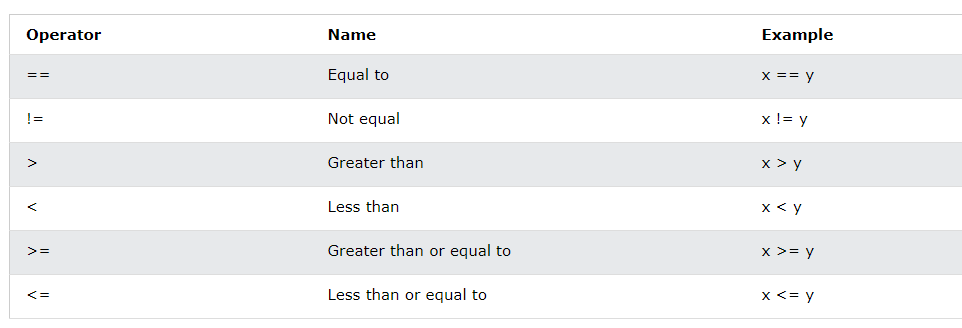 Operator Name Example
== Equal to x == y
!= Not equal x != y
> Greater than x > y
< Less than x < y
>= Greater than or equal to x >= y
<= Less than or equal to x <= y